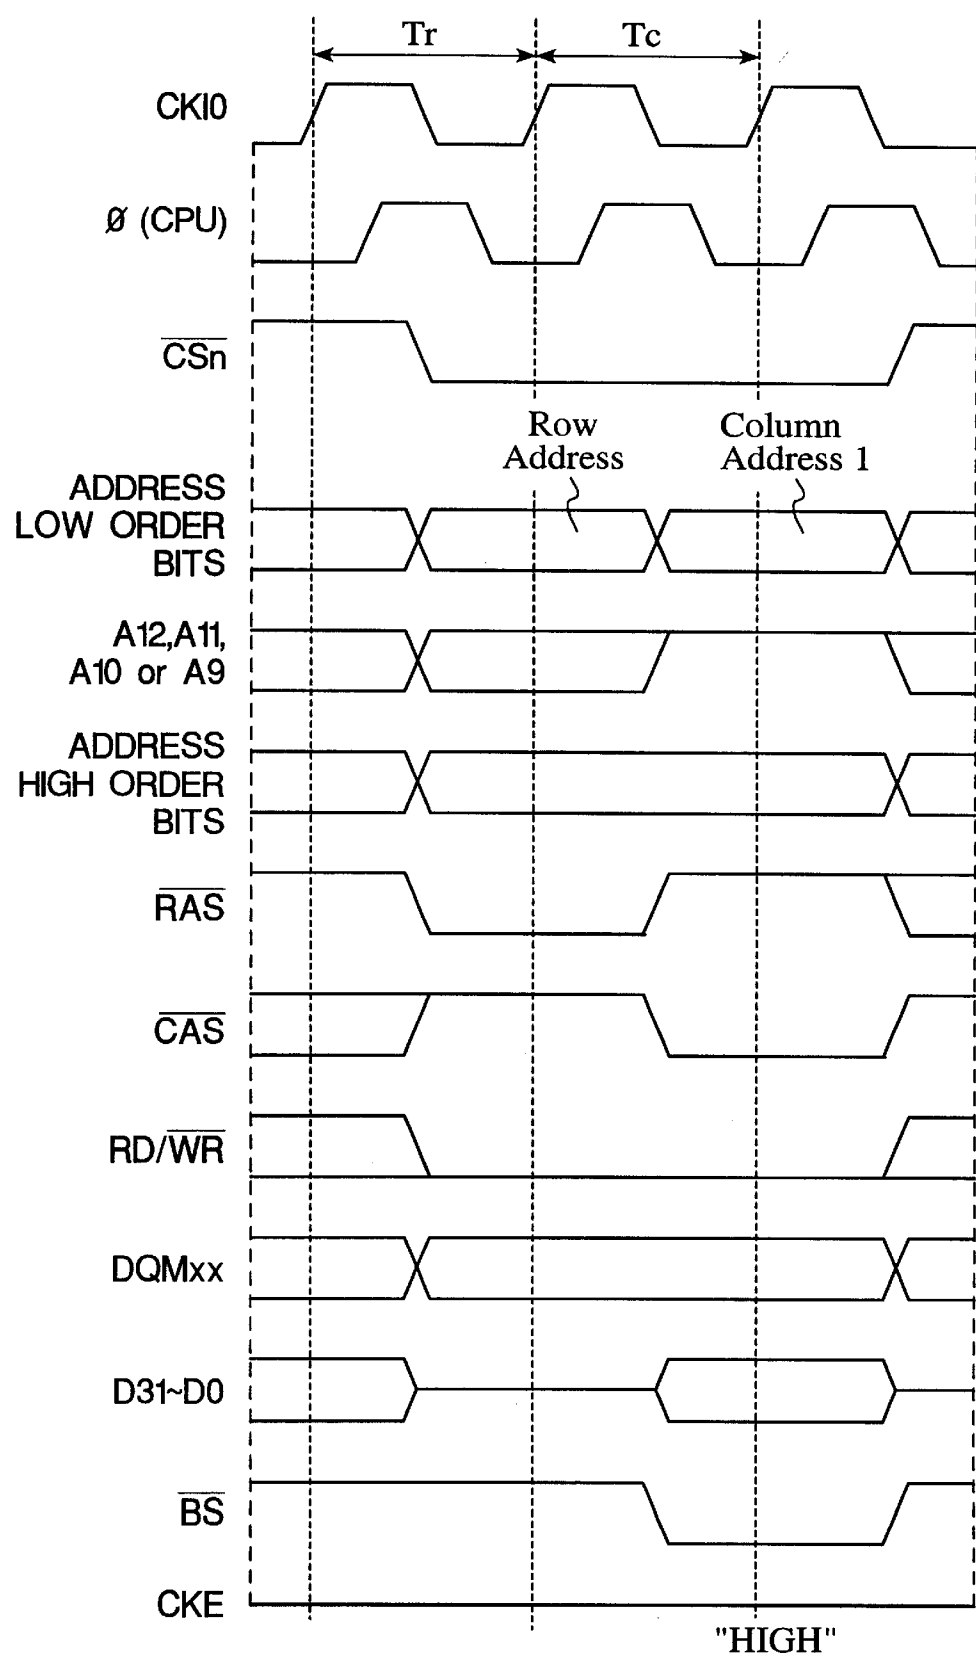 Tr
Tc
CKI0
Ø (CPU)
CSn
Row
Address
Column
Address 1
ADDRESS
LOW ORDER
BITS
A12,A11,
A10 or A9
ADDRESS
HIGH ORDER
BITS
RAS
CAS
RD/WR
DQMxx
D31~D0
BS
CKE
"HIGH"